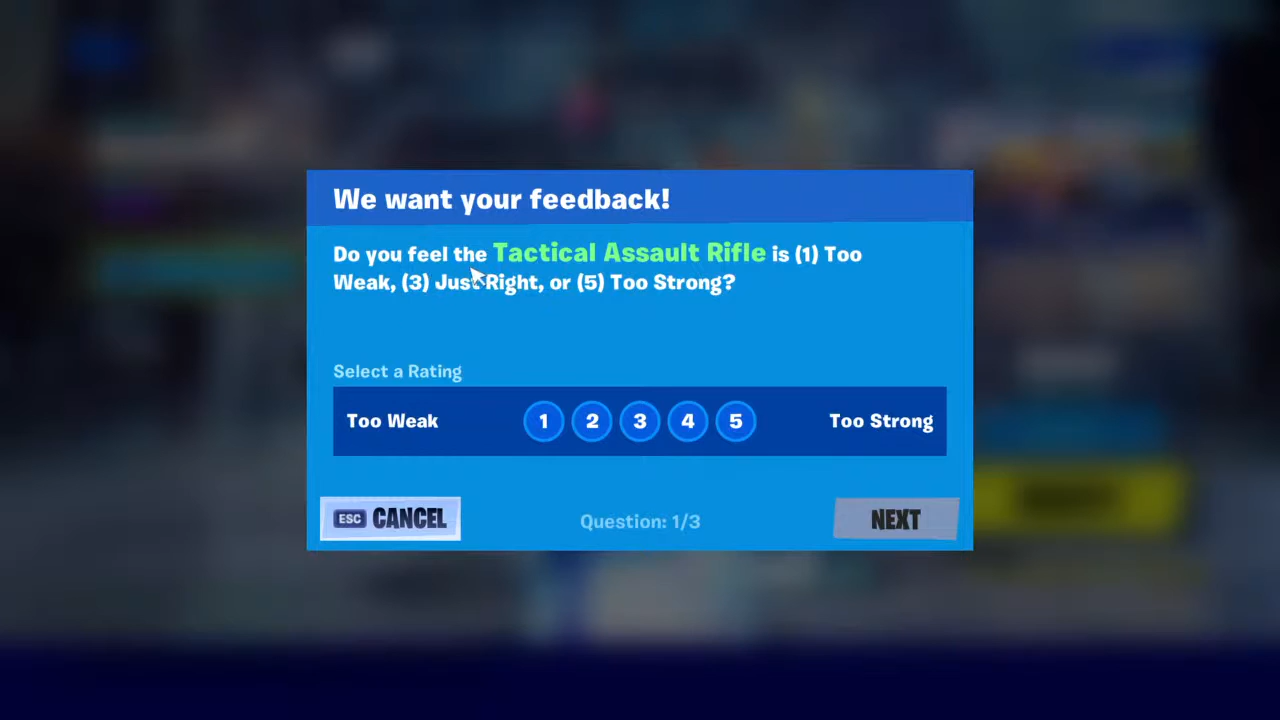 We want your feedback!
Do you feel the Tactical Assault Rifle is (1) Too
Weak, (3) Just Right, or (5) Too Strong?
Select a Rating
Too Weak 1 2 3 4 5 Too Strong
ESC CANCEL Question: 1/3 NEXT